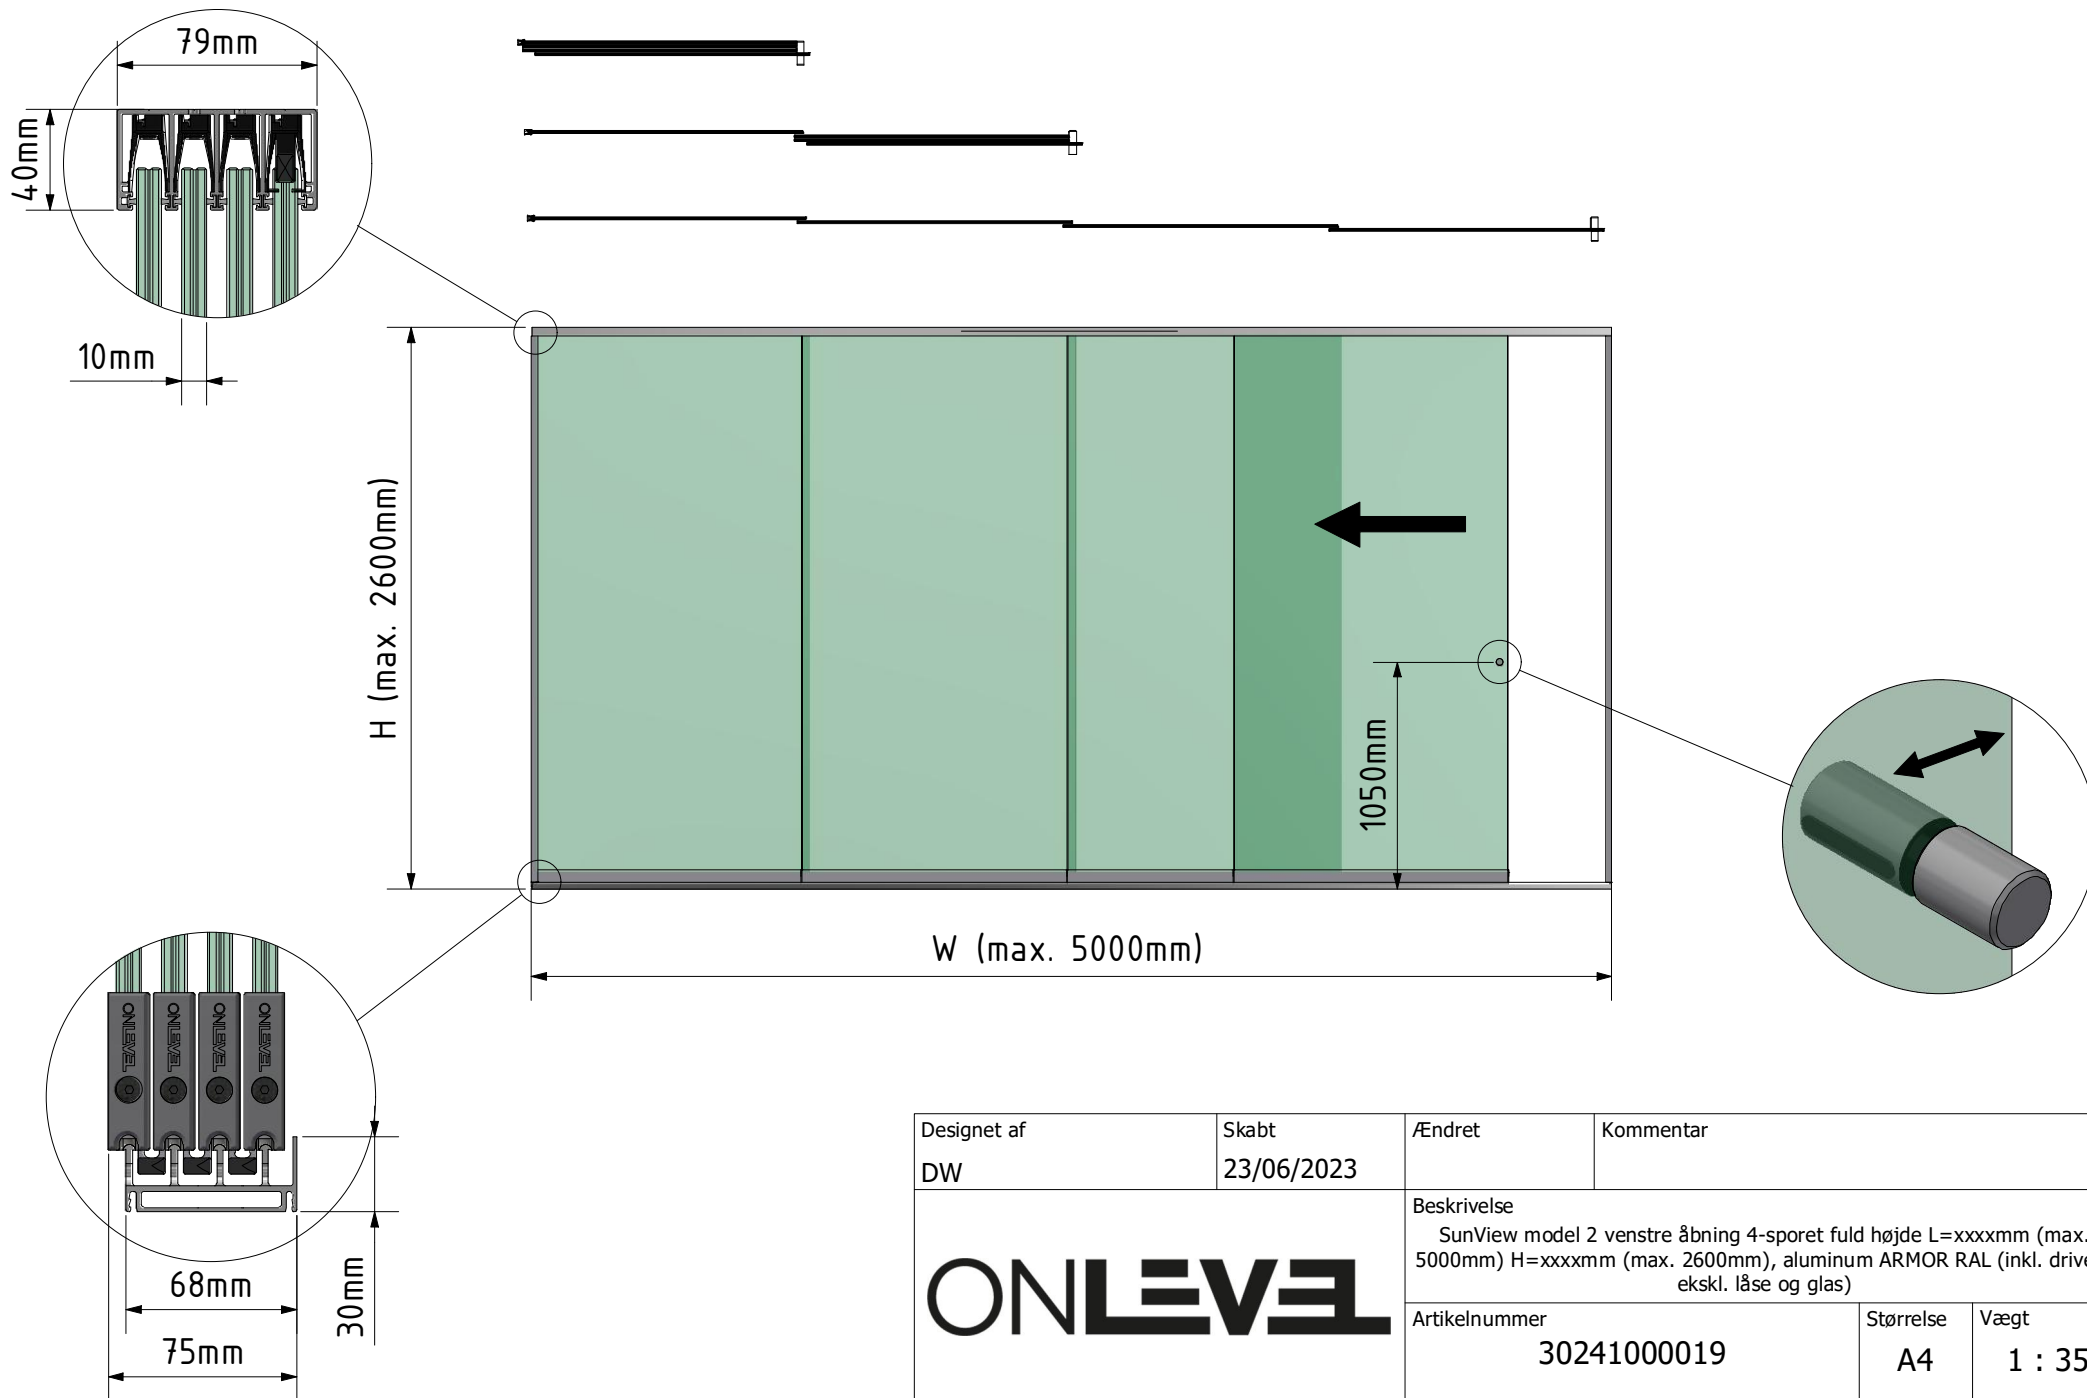 79mm
40mm
10mm
H (max. 2600mm)
1050mm
W (max. 5000mm)
ONLEVEL
ONLEVEL
ONLEVEL
ONLEVEL
68mm
75mm
30mm
Designet af
DW
Skabt
23/06/2023
Ændret
Kommentar
ONLEVEL
Beskrivelse
SunView model 2 venstre åbning 4-sporet fuld højde L=xxxxmm (max.
5000mm) H=xxxxmm (max. 2600mm), aluminum ARMOR RAL (inkl. drive
ekskl. låse og glas)
Artikelnummer
30241000019
Størrelse
A4
Vægt
1 : 35